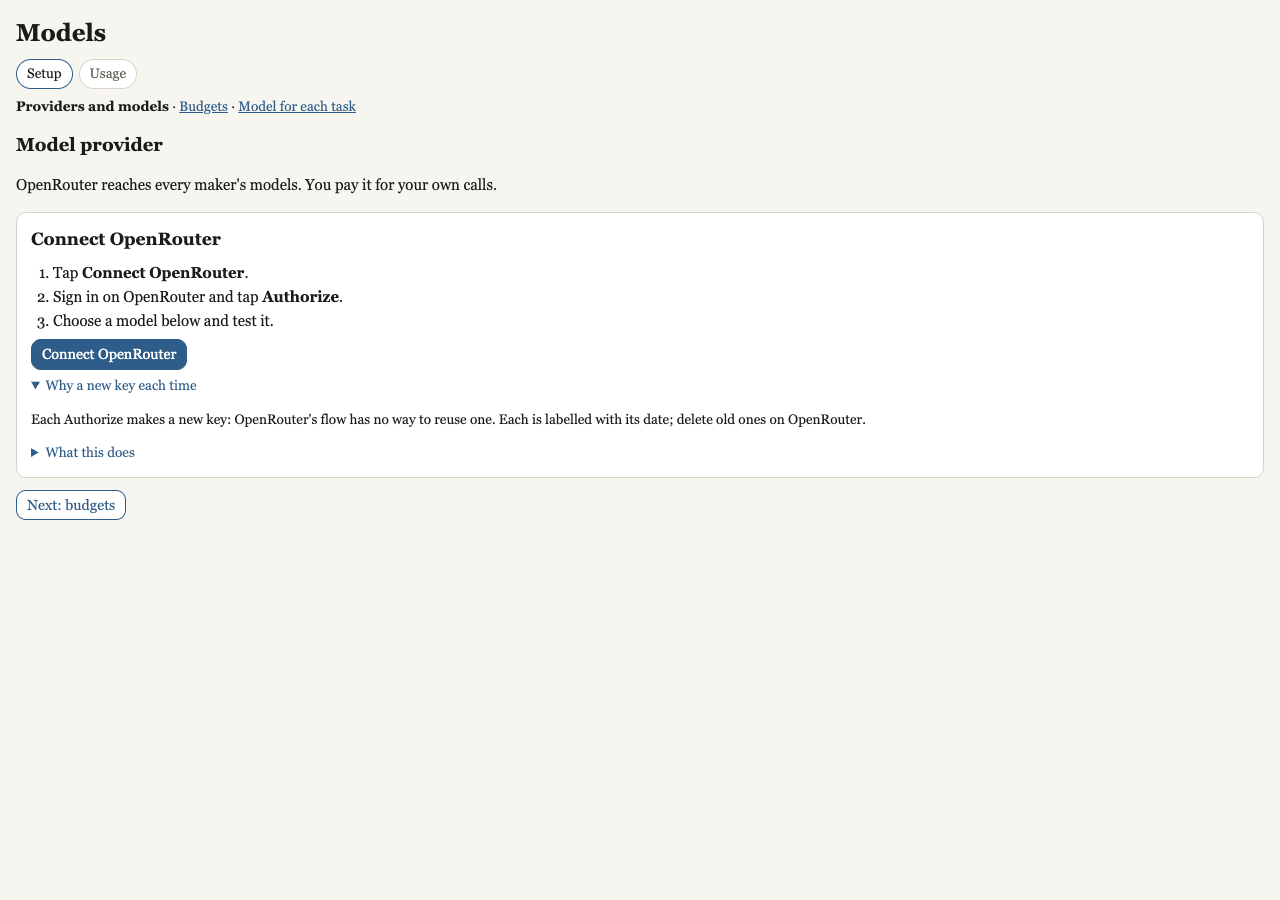 Models
Setup
Usage
Providers and models · Budgets · Model for each task
Model provider
OpenRouter reaches every maker's models. You pay it for your own calls.
Connect OpenRouter
1. Tap Connect OpenRouter.
2. Sign in on OpenRouter and tap Authorize.
3. Choose a model below and test it.
Connect OpenRouter
▼ Why a new key each time
Each Authorize makes a new key: OpenRouter's flow has no way to reuse one. Each is labelled with its date; delete old ones on OpenRouter.
▶ What this does
Next: budgets